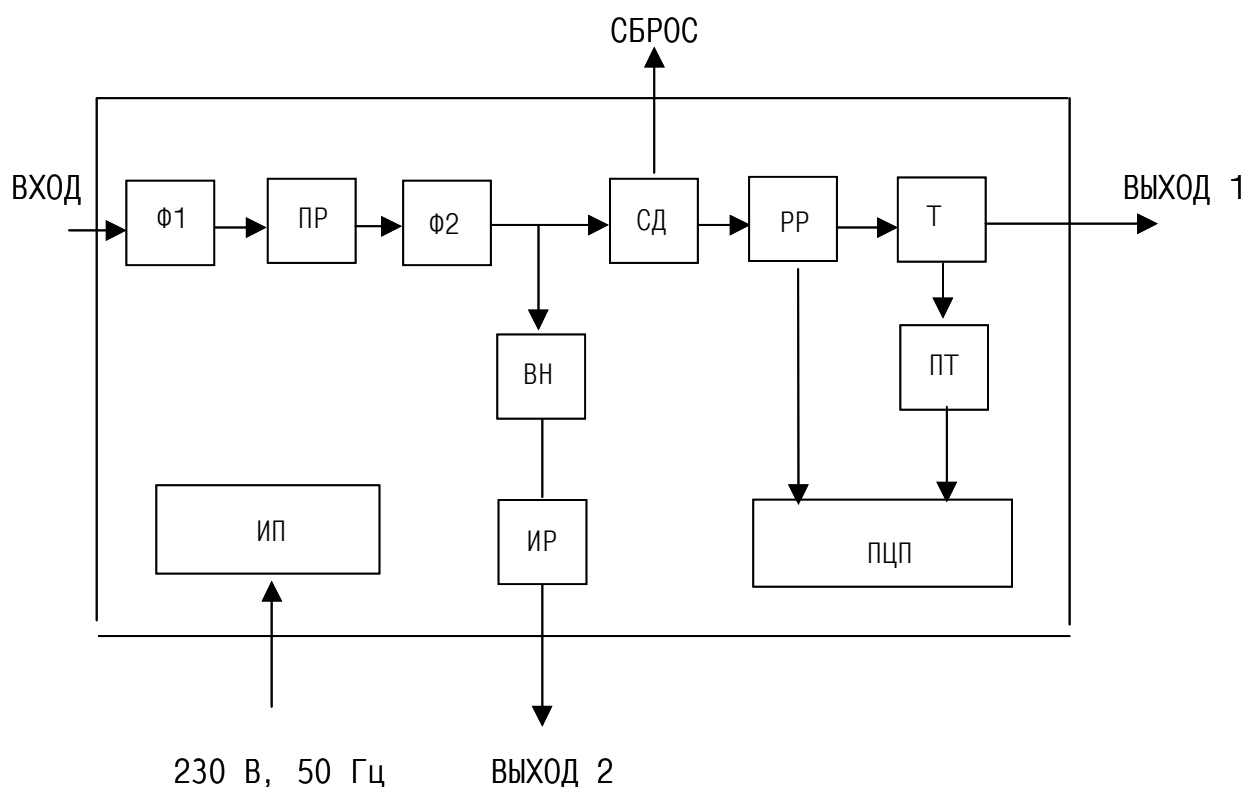 СБРОС
ВХОД
ВЫХОД 1
Ф1
ПР
Ф2
СД
РР
Т
ВН
ПТ
ИП
ИР
ПЦП
230 В, 50 Гц
ВЫХОД 2